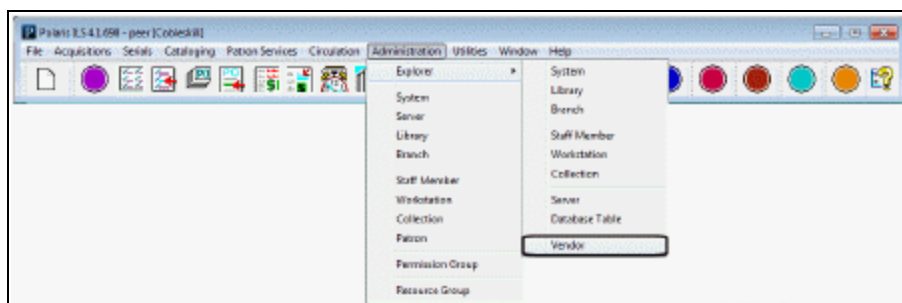 Polaris ILS 4.1.698 - peer [Cobleskill]
File Acquisitions Serials Cataloging Patron Services Circulation Administration Utilities Window Help
Explorer
System
Server
Library
Branch
Staff Member
Workstation
Collection
Patron
Permission Group
Resource Group
System
Library
Branch
Staff Member
Workstation
Collection
Server
Database Table
Vendor